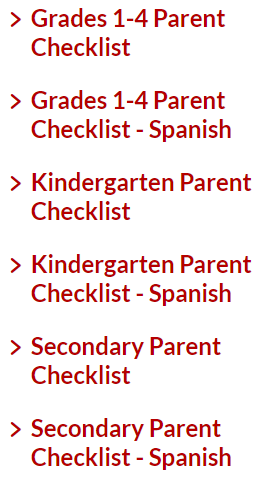 Grades 1-4 Parent
Checklist
Grades 1-4 Parent
Checklist - Spanish
Kindergarten Parent
Checklist
Kindergarten Parent
Checklist - Spanish
Secondary Parent
Checklist
Secondary Parent
Checklist - Spanish